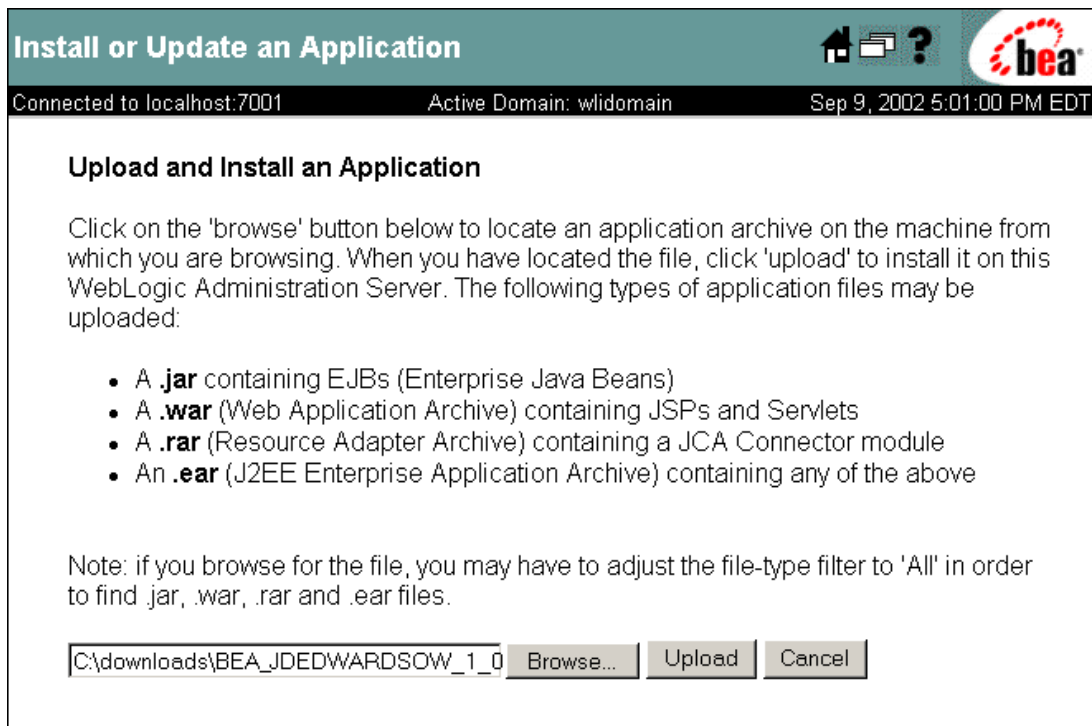 Install or Update an Application
?
bea
Connected to localhost:7001 Active Domain: wlidomain Sep 9, 2002 5:01:00 PM EDT
Upload and Install an Application
Click on the 'browse' button below to locate an application archive on the machine from
which you are browsing. When you have located the file, click 'upload' to install it on this
WebLogic Administration Server. The following types of application files may be
uploaded:
• A .jar containing EJBs (Enterprise Java Beans)
• A .war (Web Application Archive) containing JSPs and Servlets
• A .rar (Resource Adapter Archive) containing a JCA Connector module
• An .ear (J2EE Enterprise Application Archive) containing any of the above
Note: if you browse for the file, you may have to adjust the file-type filter to 'All' in order
to find .jar, .war, .rar and .ear files.
C:\downloads\BEA_JDEDWARDSOW_1_0 Browse... Upload Cancel